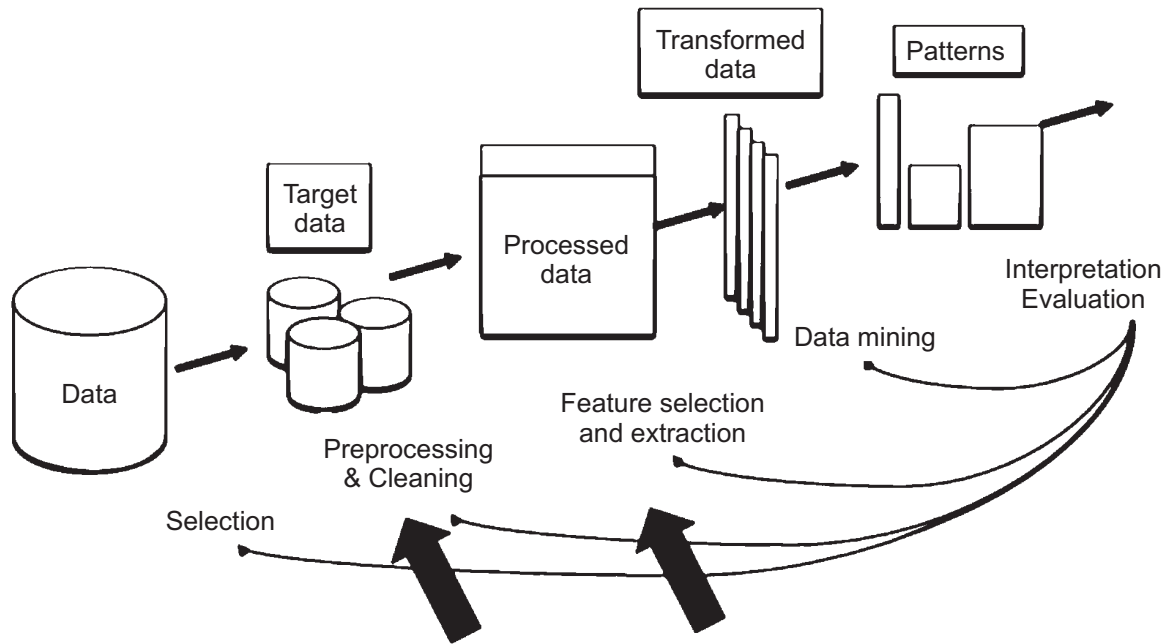 Transformed
data
Patterns
Target
data
Processed
data
Interpretation
Evaluation
Data mining
Data
Feature selection
and extraction
Preprocessing
& Cleaning
Selection